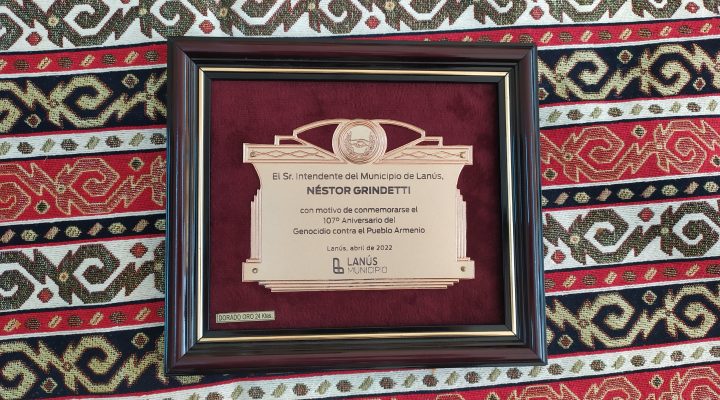 El Sr. Intendente del Municipio de Lanús,
NÉSTOR GRINDETTI
con motivo de conmemorarse el
107º Aniversario del
Genocidio contra el Pueblo Armenio
Lanús, abril de 2022
LANÚS
MUNICIPIO
DORADO ORO 24 Klts.